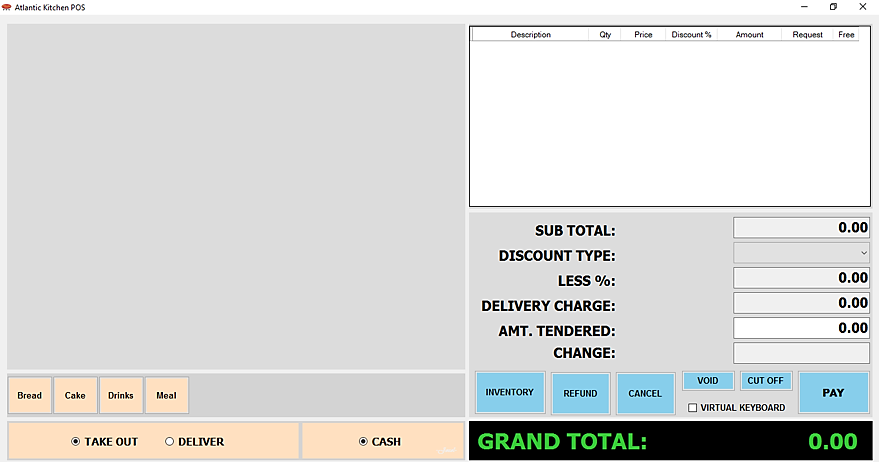 Atlantic Kitchen POS
Description Qty Price Discount % Amount Request Free
SUB TOTAL: 0.00
DISCOUNT TYPE:
LESS %: 0.00
DELIVERY CHARGE: 0.00
AMT. TENDERED: 0.00
CHANGE:
Bread Cake Drinks Meal
INVENTORY REFUND CANCEL VOID CUT OFF PAY
VIRTUAL KEYBOARD
TAKE OUT DELIVER CASH
GRAND TOTAL: 0.00